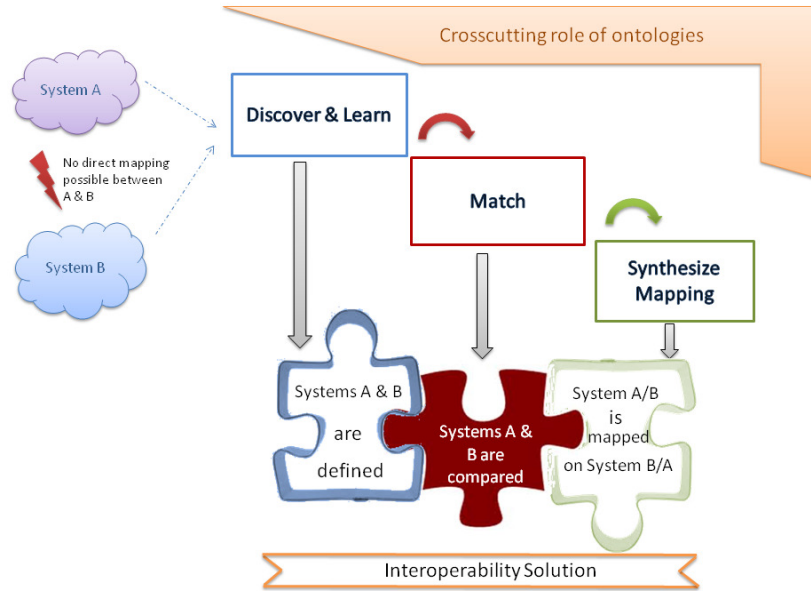 Crosscutting role of ontologies
System A
No direct mapping
possible between
A & B
System B
Discover & Learn
Match
Synthesize
Mapping
Systems A & B
are
defined
Systems A &
B are
compared
System A/B
is
mapped
on System B/A
Interoperability Solution